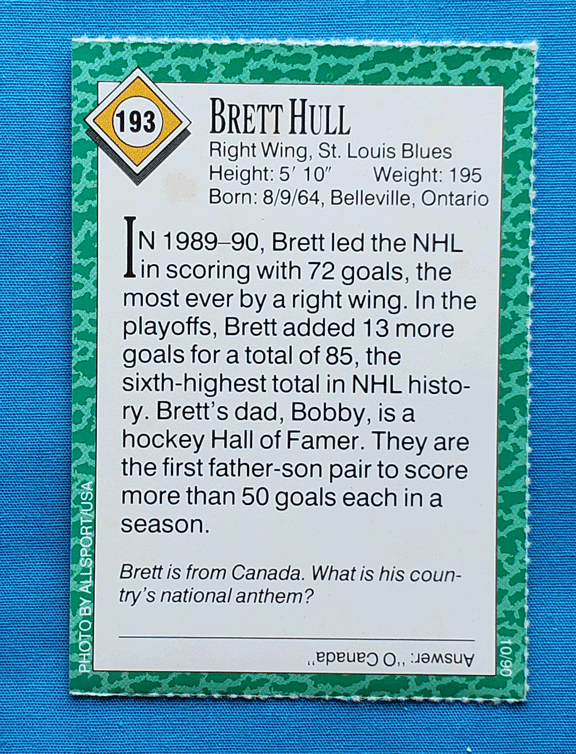 193
BRETT HULL
Right Wing, St. Louis Blues
Height: 5′ 10″ Weight: 195
Born: 8/9/64, Belleville, Ontario
IN 1989–90, Brett led the NHL
in scoring with 72 goals, the
most ever by a right wing. In the
playoffs, Brett added 13 more
goals for a total of 85, the
sixth-highest total in NHL histo-
ry. Brett's dad, Bobby, is a
hockey Hall of Famer. They are
the first father-son pair to score
more than 50 goals each in a
season.
Brett is from Canada. What is his coun-
try's national anthem?
Answer: "O Canada"
PHOTO BY ALLSPORT/USA
10/90